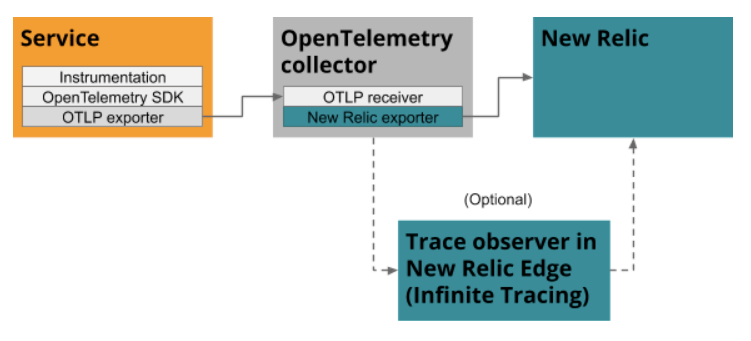 Service
Instrumentation
OpenTelemetry SDK
OTLP exporter
OpenTelemetry
collector
OTLP receiver
New Relic exporter
New Relic
(Optional)
Trace observer in
New Relic Edge
(Infinite Tracing)